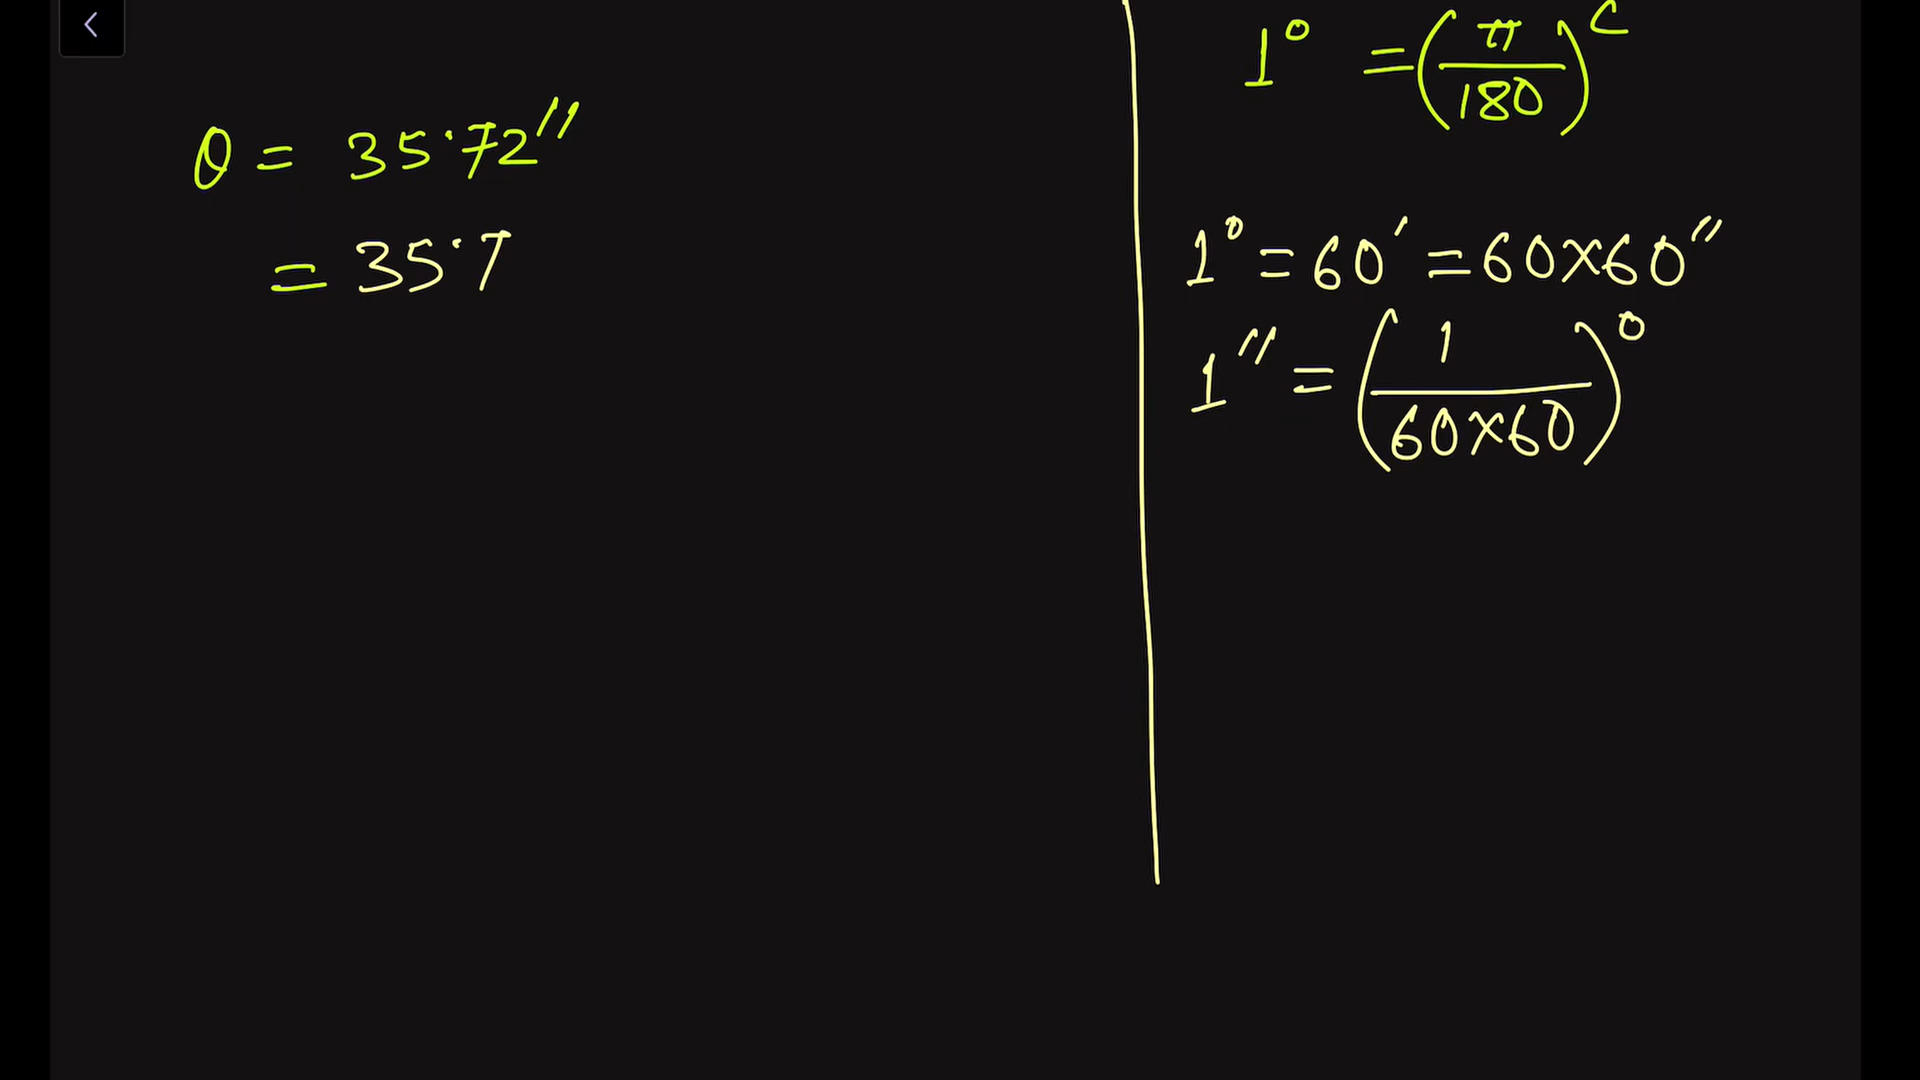 θ = 35.72″
= 35.7
1° = (π/180)ᶜ
1° = 60′ = 60×60″
1″ = (1/60×60)°